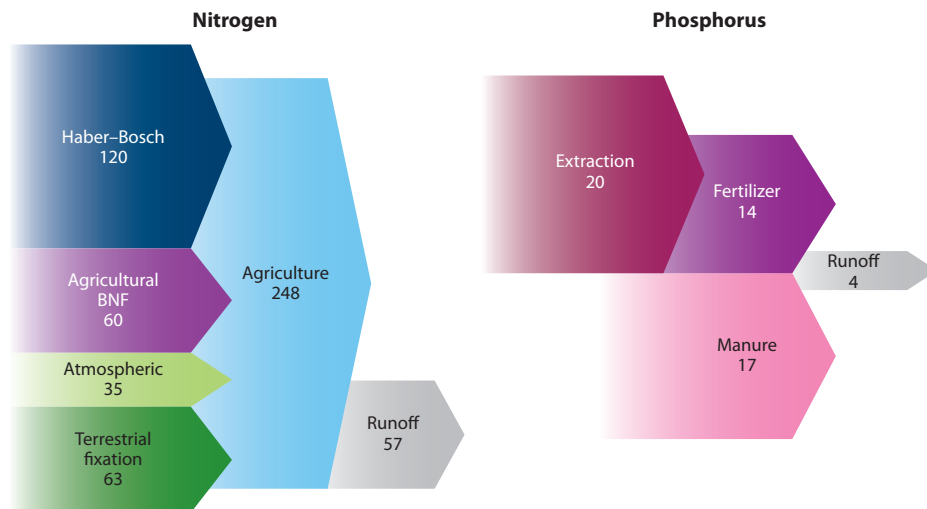 Nitrogen
Haber–Bosch
120
Agricultural
BNF
60
Atmospheric
35
Terrestrial
fixation
63
Agriculture
248
Runoff
57
Phosphorus
Extraction
20
Fertilizer
14
Runoff
4
Manure
17